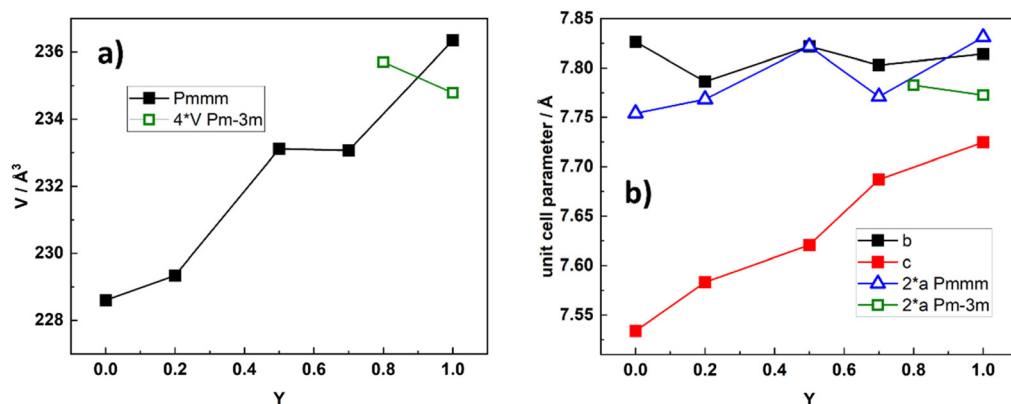 a)
Pmmm
4*V Pm-3m
V / Å³
236
234
232
230
228
0.0 0.2 0.4 0.6 0.8 1.0
Y
b)
b
c
2*a Pmmm
2*a Pm-3m
unit cell parameter / Å
7.85
7.80
7.75
7.70
7.65
7.60
7.55
0.0 0.2 0.4 0.6 0.8 1.0
Y